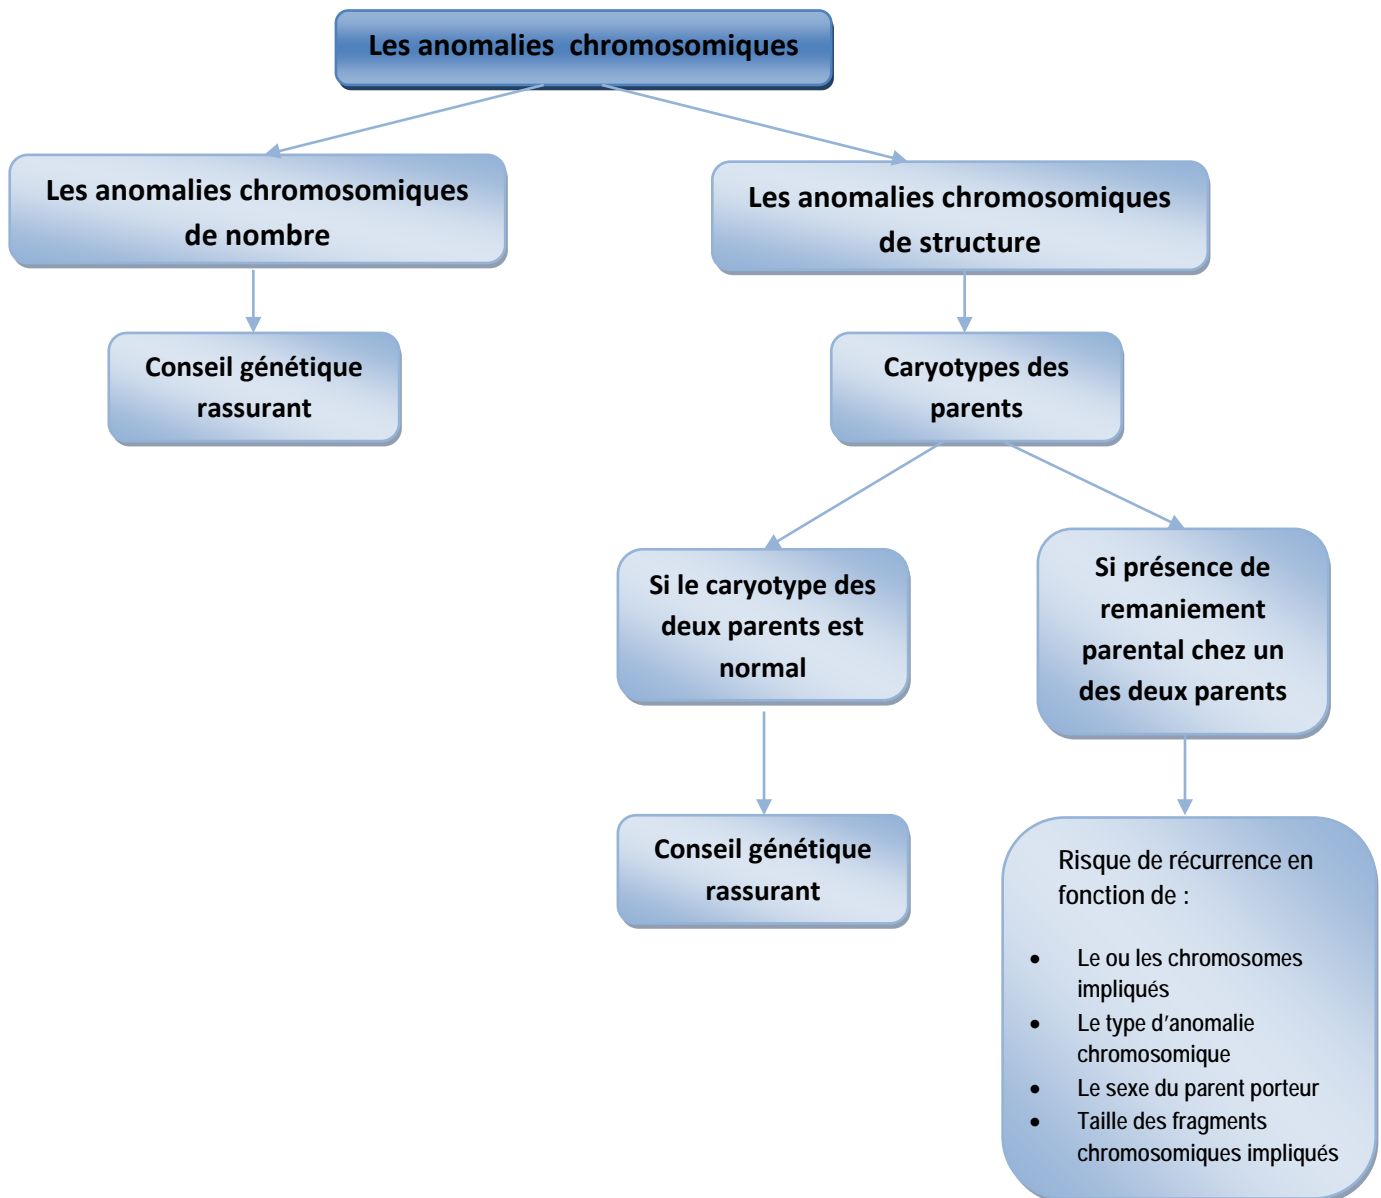 Les anomalies chromosomiques
Les anomalies chromosomiques
de nombre
Les anomalies chromosomiques
de structure
Conseil génétique
rassurant
Caryotypes des
parents
Si le caryotype des
deux parents est
normal
Si présence de
remaniement
parental chez un
des deux parents
Conseil génétique
rassurant
Risque de récurrence en
fonction de :
• Le ou les chromosomes
impliqués
• Le type d’anomalie
chromosomique
• Le sexe du parent porteur
• Taille des fragments
chromosomiques impliqués